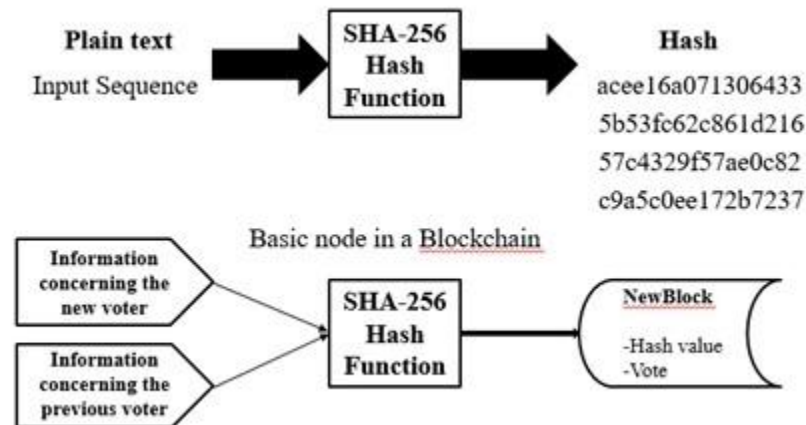 Plain text
Input Sequence
SHA-256
Hash
Function
Hash
acee16a071306433
5b53fc62c861d216
57c4329f57ae0c82
c9a5c0ee172b7237
Basic node in a Blockchain
Information
concerning the
new voter
Information
concerning the
previous voter
SHA-256
Hash
Function
NewBlock
-Hash value
-Vote